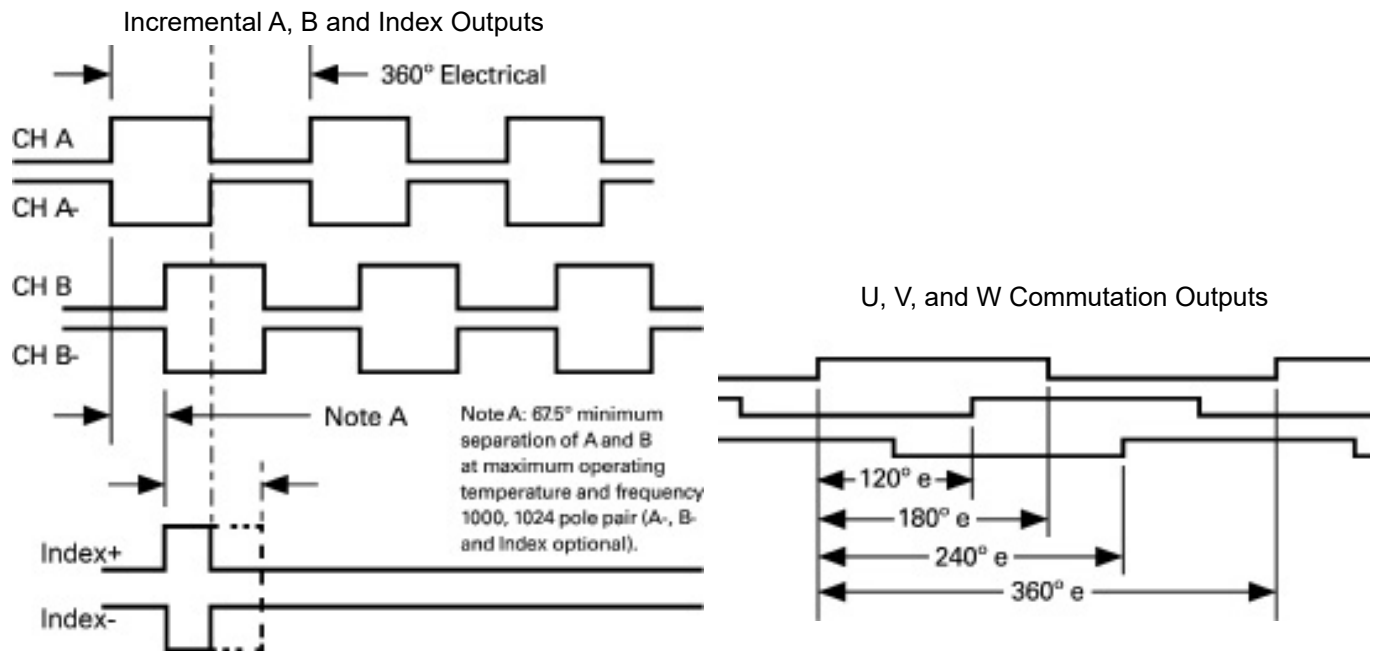 Incremental A, B and Index Outputs
360° Electrical
CH A
CH A-
CH B
CH B-
Note A
Note A: 67.5° minimum
separation of A and B
at maximum operating
temperature and frequency
1000, 1024 pole pair (A-, B-
and Index optional).
Index+
Index-
U, V, and W Commutation Outputs
120° e
180° e
240° e
360° e